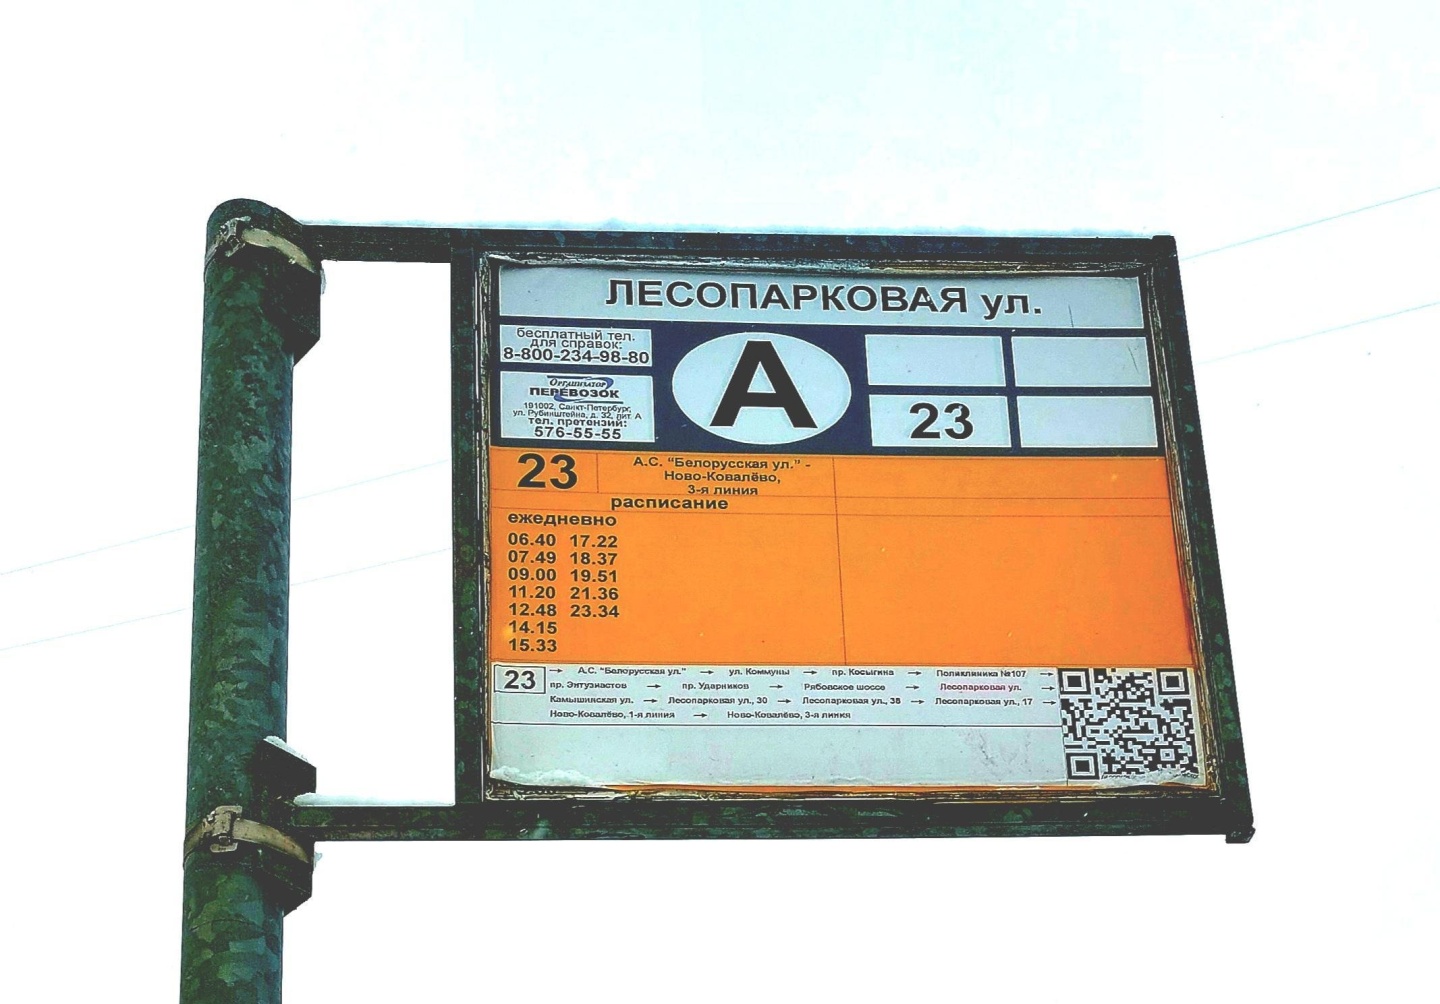 ЛЕСОПАРКОВАЯ ул.
бесплатный тел.
для справок:
8-800-234-98-80
Организатор
ПЕРЕВОЗОК
191002, Санкт-Петербург,
ул. Рубинштейна, д. 32, лит. А
тел. претензий:
576-55-55
А
23
23
А.С. "Белорусская ул." -
Ново-Ковалёво,
3-я линия
расписание
ежедневно
06.40 17.22
07.49 18.37
09.00 19.51
11.20 21.36
12.48 23.34
14.15
15.33
23
→ А.С. "Белорусская ул." → ул. Коммуны → пр. Косыгина → Поликлиника №107 →
пр. Энтузиастов → пр. Ударников → Рябовское шоссе → Лесопарковая ул. →
Камышинская ул. → Лесопарковая ул., 30 → Лесопарковая ул., 38 → Лесопарковая ул., 17 →
Ново-Ковалёво, 1-я линия → Ново-Ковалёво, 3-я линия